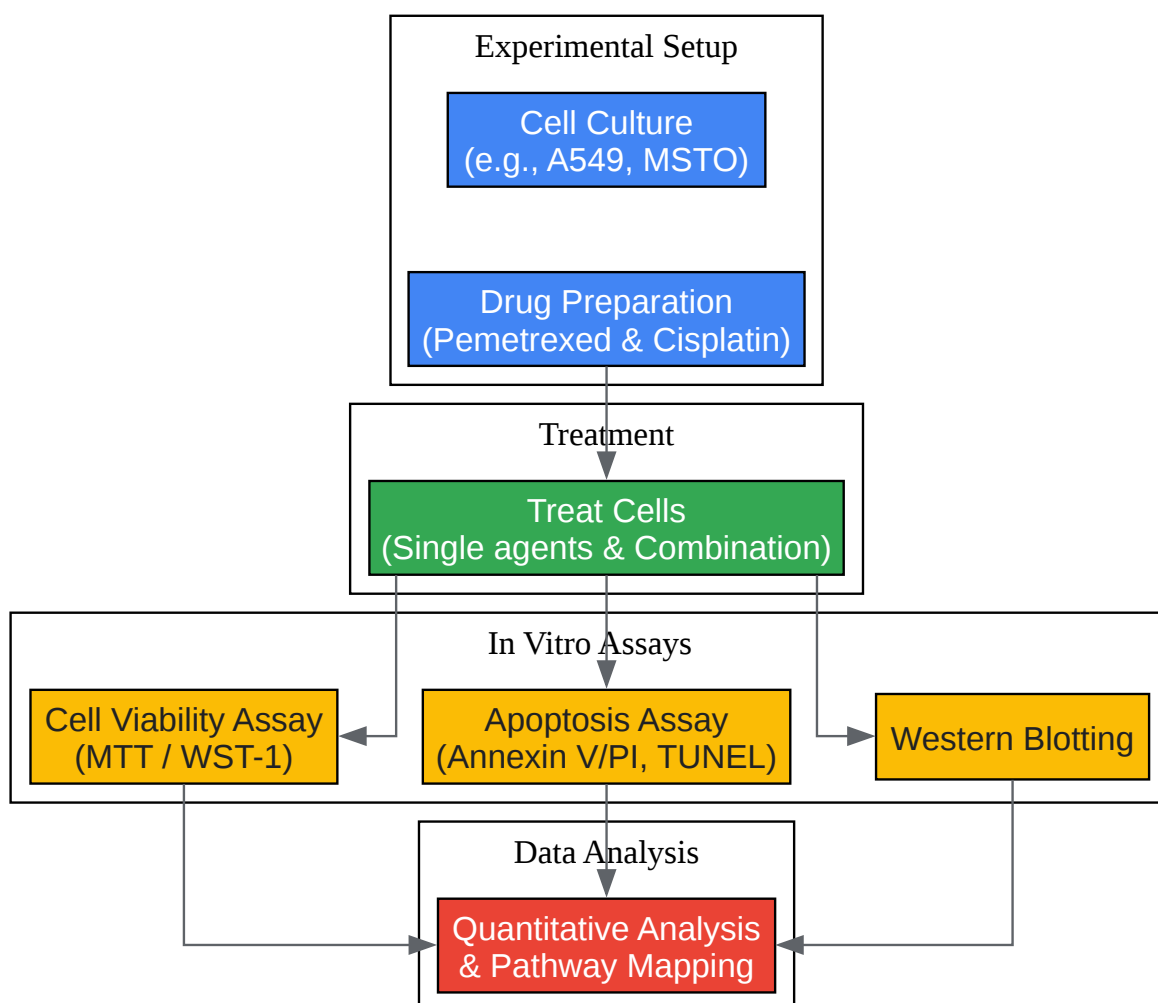 Experimental Setup
Cell Culture
(e.g., A549, MSTO)
Drug Preparation
(Pemetrexed & Cisplatin)
Treatment
Treat Cells
(Single agents & Combination)
In Vitro Assays
Cell Viability Assay
(MTT / WST-1)
Apoptosis Assay
(Annexin V/PI, TUNEL)
Western Blotting
Data Analysis
Quantitative Analysis
& Pathway Mapping